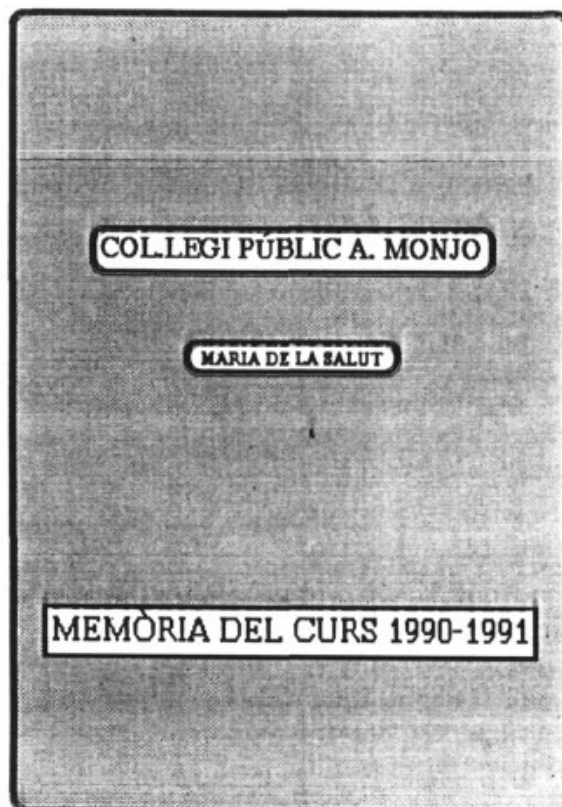 COL.LEGI PÚBLIC A. MONJO
MARIA DE LA SALUT
MEMÒRIA DEL CURS 1990-1991